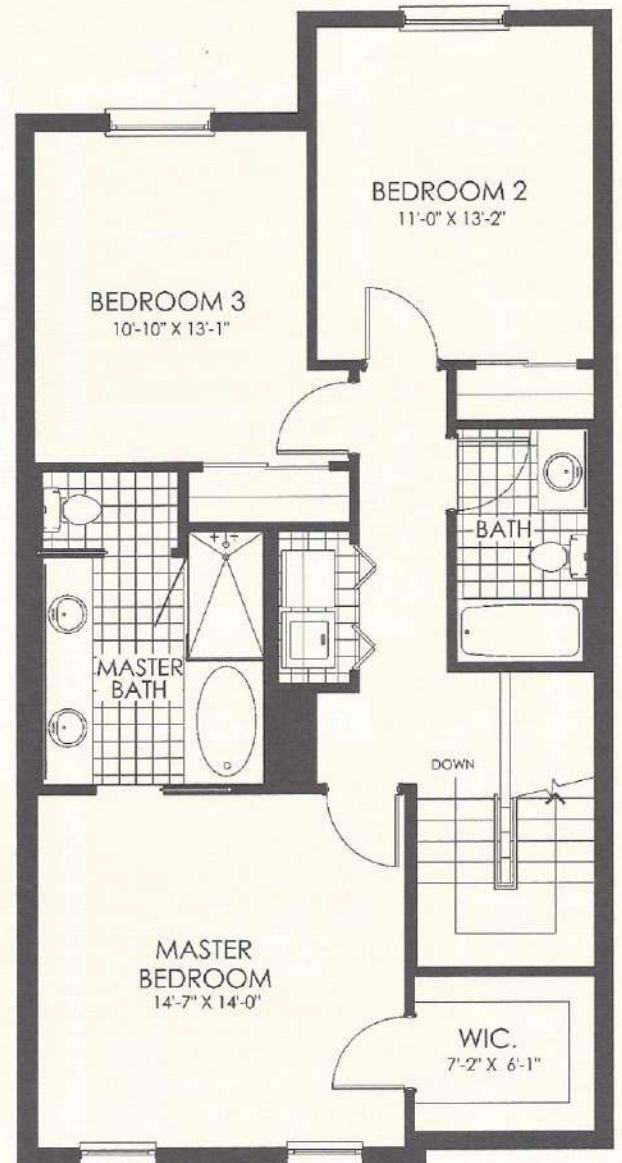 BEDROOM 2
11'-0" X 13'-2"
BEDROOM 3
10'-10" X 13'-1"
BATH
MASTER
BATH
DOWN
MASTER
BEDROOM
14'-7" X 14'-0"
WIC.
7'-2" X 6'-1"